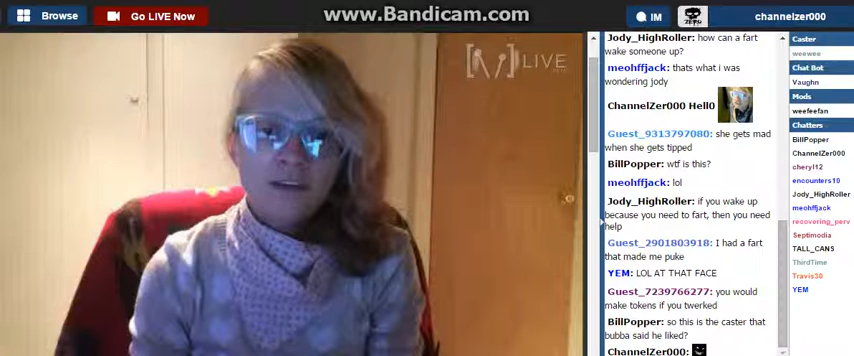 Browse
Go LIVE Now
www.Bandicam.com
IM
channelzer000
LIVE
Jody_HighRoller: how can a fart
wake someone up?
meohffjack: thats what i was
wondering jody
ChannelZer000 Hell0
Guest_9313797080: she gets mad
when she gets tipped
BillPopper: wtf is this?
meohffjack: lol
Jody_HighRoller: if you wake up
because you need to fart, then you need
help
Guest_2901803918: I had a fart
that made me puke
YEM: LOL AT THAT FACE
Guest_7239766277: you would
make tokens if you twerked
BillPopper: so this is the caster that
bubba said he liked?
ChannelZer000:
Caster
weewee
Chat Bot
Vaughn
Mods
weefeefan
Chatters
BillPopper
ChannelZer000
cheryl12
encounters10
Jody_HighRoller
meohffjack
recovering_perv
Septimodia
TALL_CANS
ThirdTime
Travis30
YEM